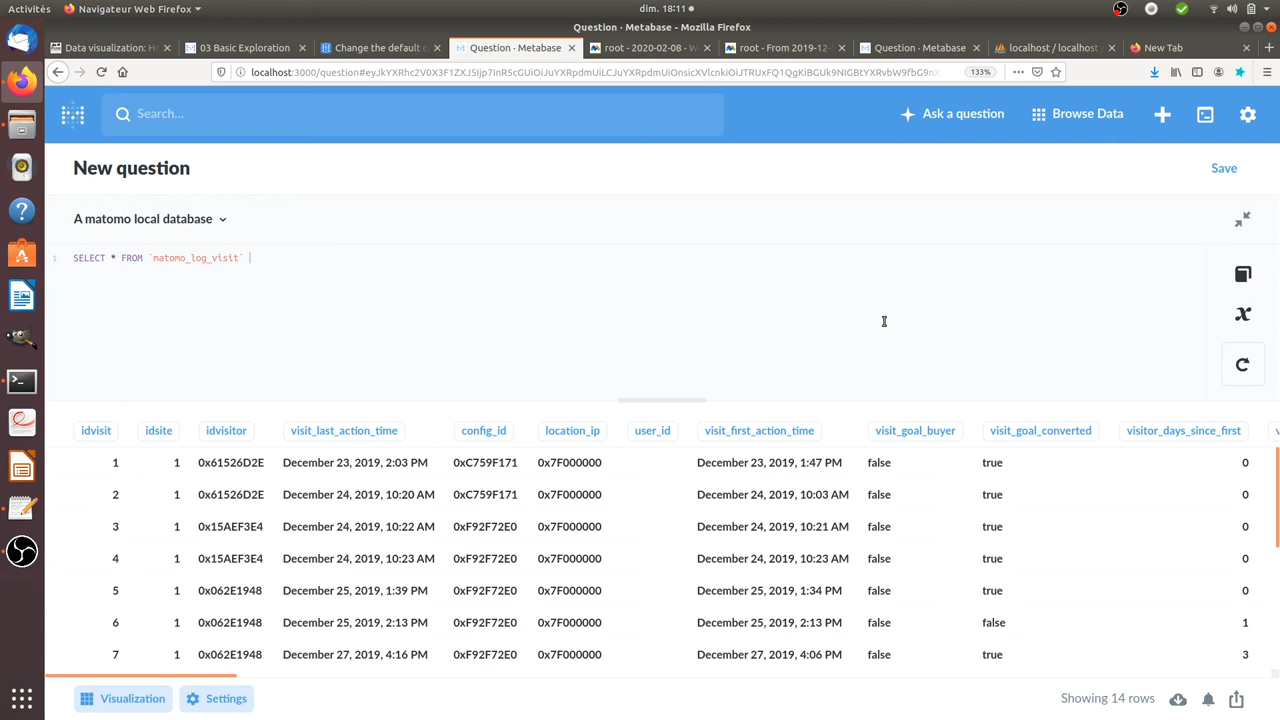 Activités Navigateur Web Firefox dim. 18:11
Question · Metabase - Mozilla Firefox
Data visualization: H 03 Basic Exploration Change the default c Question · Metabase root - 2020-02-08 - W root - From 2019-12- Question · Metabase localhost / localhost / New Tab
133%
Search... Ask a question Browse Data
New question Save
A matomo local database
1 SELECT * FROM `matomo_log_visit`
x
idvisit idsite idvisitor visit_last_action_time config_id location_ip user_id visit_first_action_time visit_goal_buyer visit_goal_converted visitor_days_since_first
1 1 0x61526D2E December 23, 2019, 2:03 PM 0xC759F171 0x7F000000 December 23, 2019, 1:47 PM false true 0
2 1 0x61526D2E December 24, 2019, 10:20 AM 0xC759F171 0x7F000000 December 24, 2019, 10:03 AM false true 0
3 1 0x15AEF3E4 December 24, 2019, 10:22 AM 0xF92F72E0 0x7F000000 December 24, 2019, 10:21 AM false true 0
4 1 0x15AEF3E4 December 24, 2019, 10:23 AM 0xF92F72E0 0x7F000000 December 24, 2019, 10:23 AM false true 0
5 1 0x062E1948 December 25, 2019, 1:39 PM 0xF92F72E0 0x7F000000 December 25, 2019, 1:34 PM false true 0
6 1 0x062E1948 December 25, 2019, 2:13 PM 0xF92F72E0 0x7F000000 December 25, 2019, 2:13 PM false false 1
7 1 0x062E1948 December 27, 2019, 4:16 PM 0xF92F72E0 0x7F000000 December 27, 2019, 4:06 PM false true 3
Visualization Settings Showing 14 rows